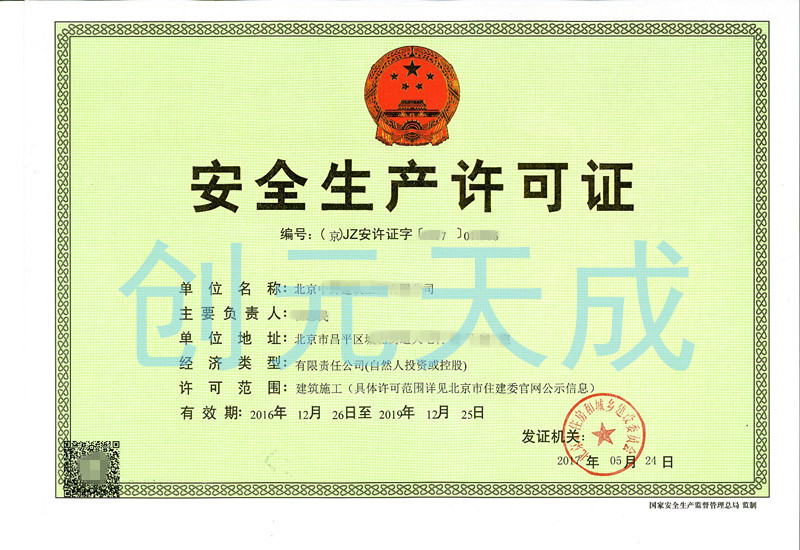 安全生产许可证
编号：（京）JZ安许证字〔 7 〕0
创元天成
单位名称：北京 公司
主要负责人：
单位地址：北京市昌平区城
经济类型：有限责任公司(自然人投资或控股)
许可范围：建筑施工（具体许可范围详见北京市住建委官网公示信息）
有效期：2016年 12月 26日至 2019年 12月 25日
发证机关：
2017 年 05 月 24 日
国家安全生产监督管理总局 监制